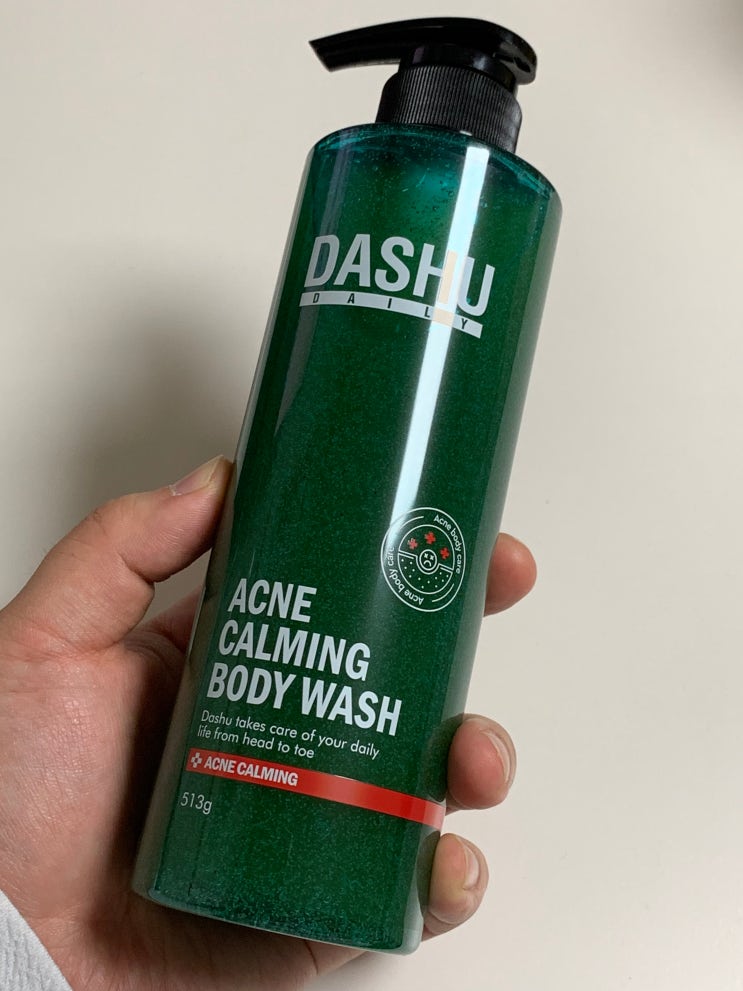 DASHU
DAILY
Acne body care
Acne body care
ACNE
CALMING
BODY WASH
Dashu takes care of your daily
life from head to toe
ACNE CALMING
513g